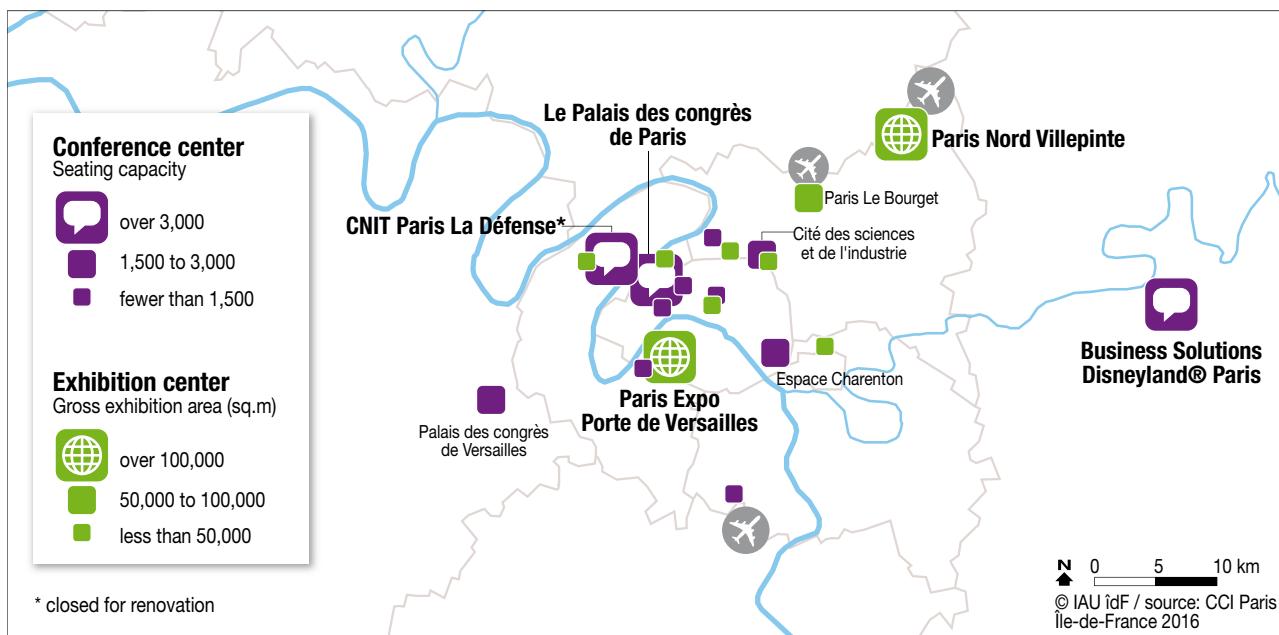 Conference center
Seating capacity
over 3,000
1,500 to 3,000
fewer than 1,500
Exhibition center
Gross exhibition area (sq.m)
over 100,000
50,000 to 100,000
less than 50,000
* closed for renovation
Le Palais des congrès
de Paris
CNIT Paris La Défense*
Paris Nord Villepinte
Paris Le Bourget
Cité des sciences
et de l'industrie
Business Solutions
Disneyland® Paris
Espace Charenton
Paris Expo
Porte de Versailles
Palais des congrès
de Versailles
N 0 5 10 km
© IAU îdF / source: CCI Paris
Île-de-France 2016